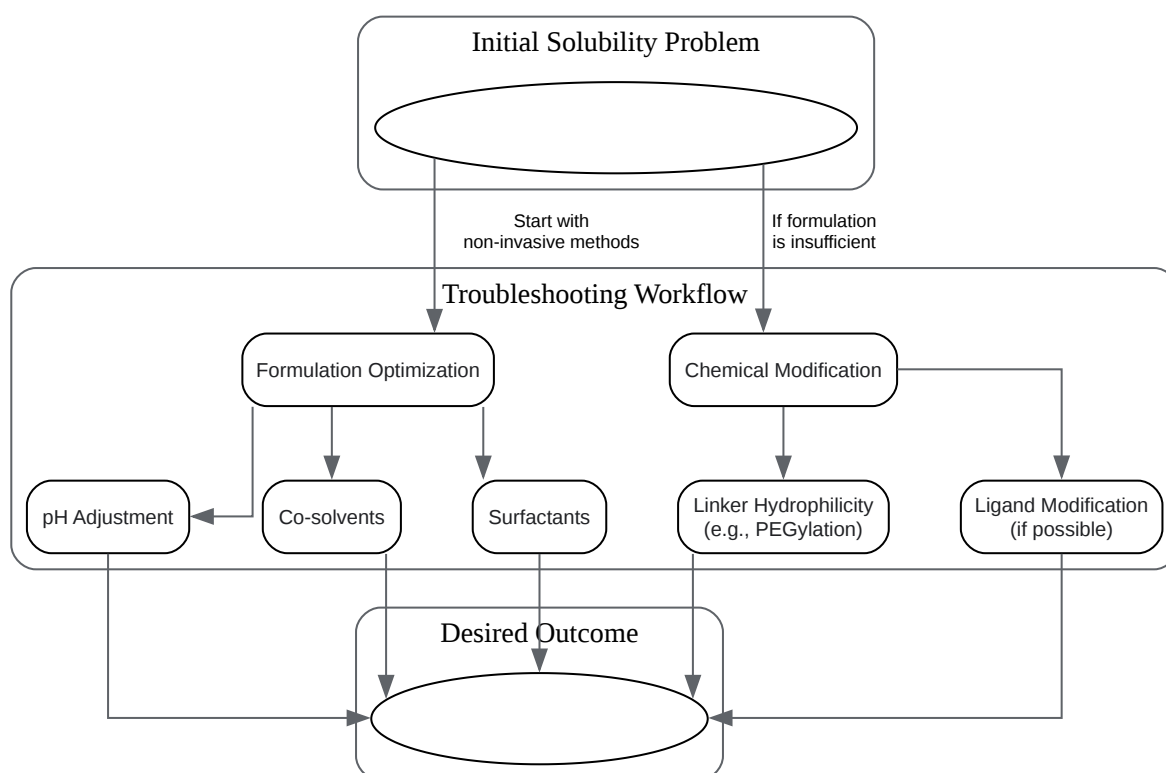 Initial Solubility Problem
Start with
non-invasive methods
If formulation
is insufficient
Troubleshooting Workflow
Formulation Optimization
Chemical Modification
pH Adjustment
Co-solvents
Surfactants
Linker Hydrophilicity
(e.g., PEGylation)
Ligand Modification
(if possible)
Desired Outcome